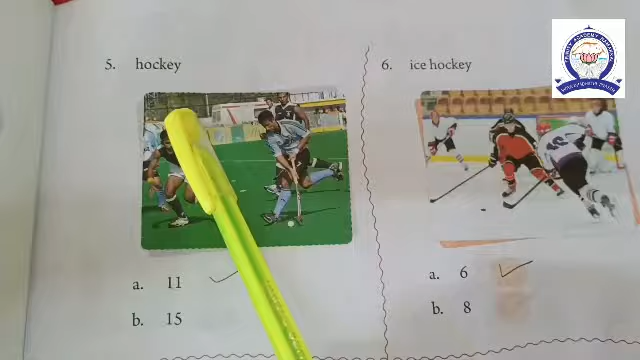 5. hockey
a. 11
b. 15
6. ice hockey
a. 6
b. 8